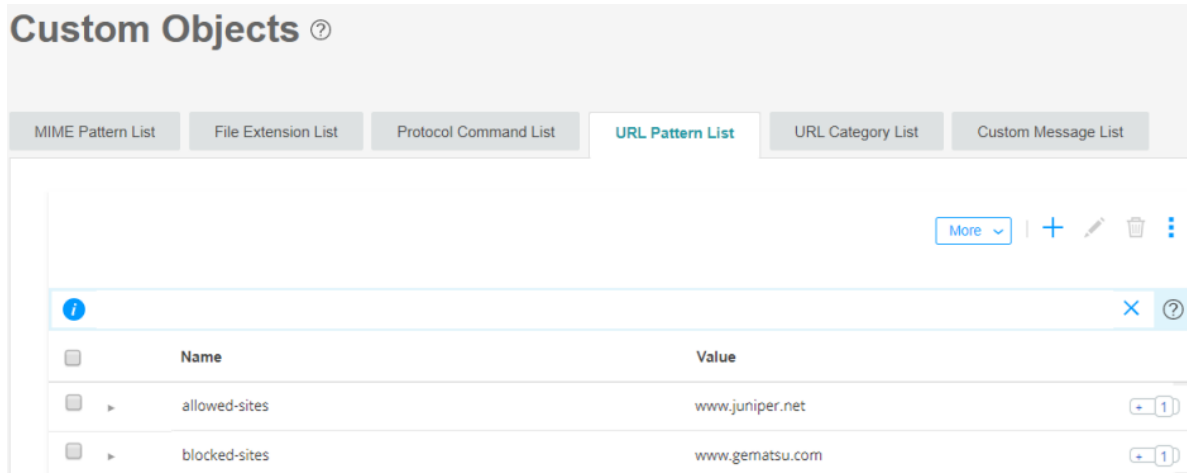 Custom Objects ?
MIME Pattern List File Extension List Protocol Command List URL Pattern List URL Category List Custom Message List
More
i ?
Name Value
allowed-sites www.juniper.net + 1
blocked-sites www.gematsu.com + 1